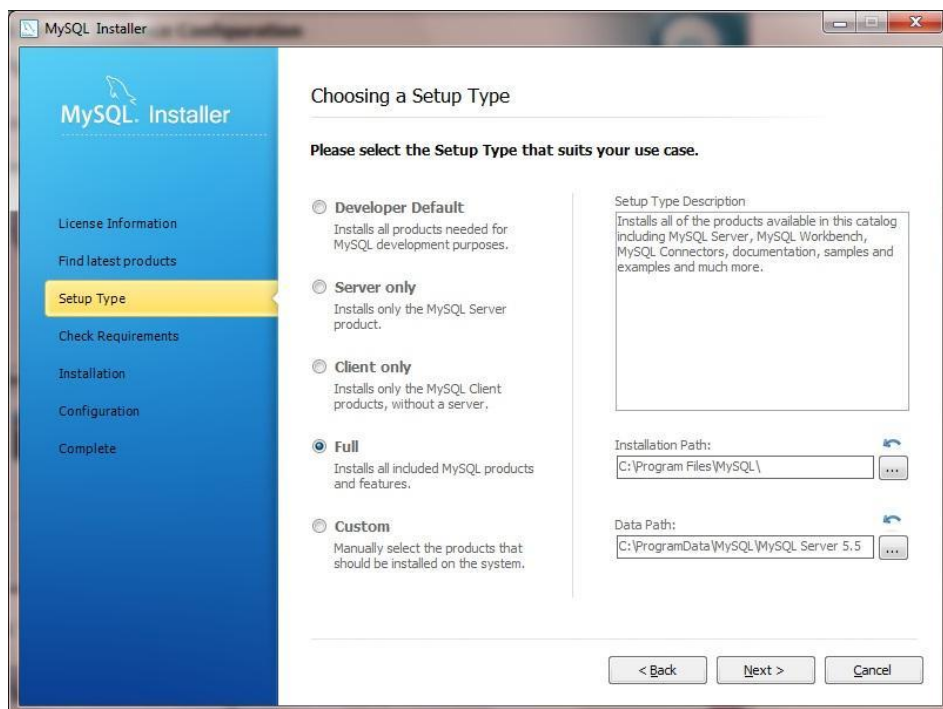 MySQL Installer
MySQL. Installer
License Information
Find latest products
Setup Type
Check Requirements
Installation
Configuration
Complete
Choosing a Setup Type
Please select the Setup Type that suits your use case.
Developer Default
Installs all products needed for
MySQL development purposes.
Server only
Installs only the MySQL Server
product.
Client only
Installs only the MySQL Client
products, without a server.
Full
Installs all included MySQL products
and features.
Custom
Manually select the products that
should be installed on the system.
Setup Type Description
Installs all of the products available in this catalog
including MySQL Server, MySQL Workbench,
MySQL Connectors, documentation, samples and
examples and much more.
Installation Path:
C:\Program Files\MySQL\
...
Data Path:
C:\ProgramData\MySQL\MySQL Server 5.5
...
< Back
Next >
Cancel